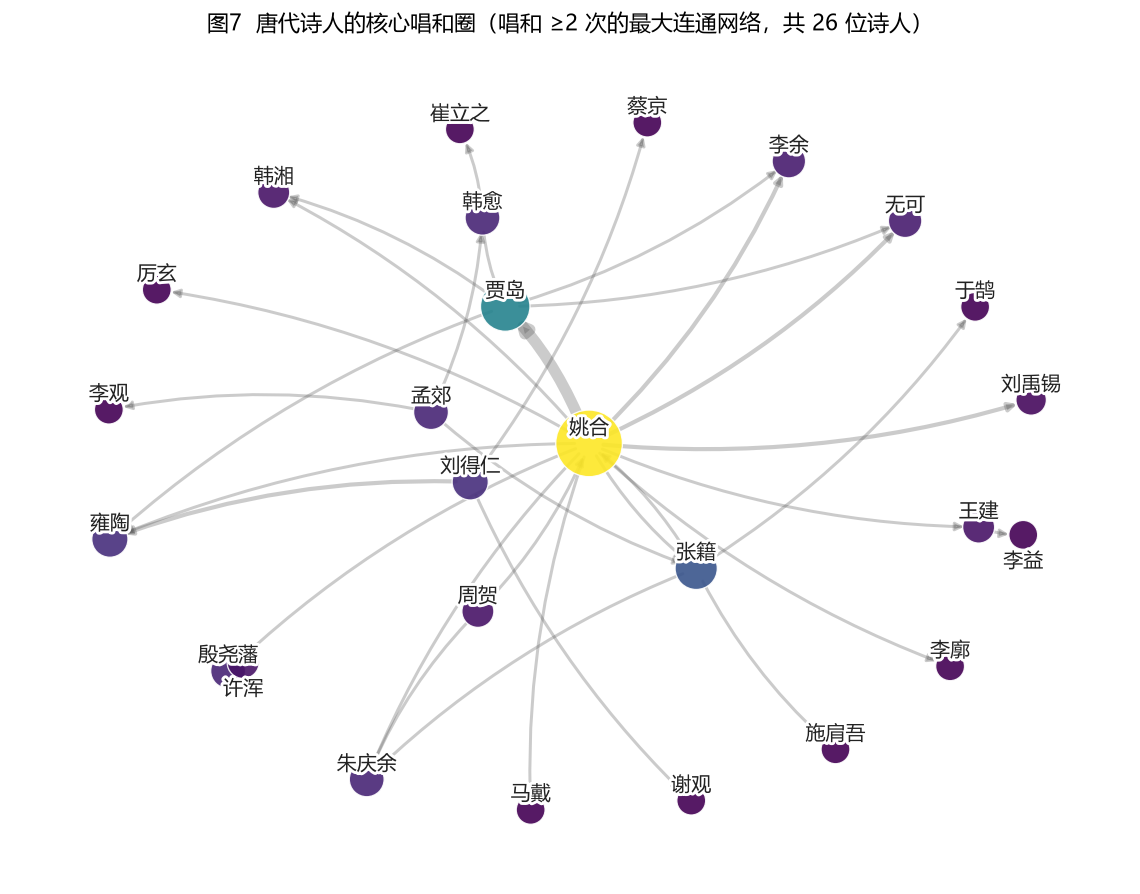 图7 唐代诗人的核心唱和圈（唱和 ≥2 次的最大连通网络，共 26 位诗人）
崔立之
蔡京
李余
韩湘
韩愈
无可
厉玄
贾岛
于鹄
李观
孟郊
刘禹锡
姚合
刘得仁
雍陶
王建
李益
张籍
周贺
殷尧藩
许浑
李廓
施肩吾
朱庆余
马戴
谢观